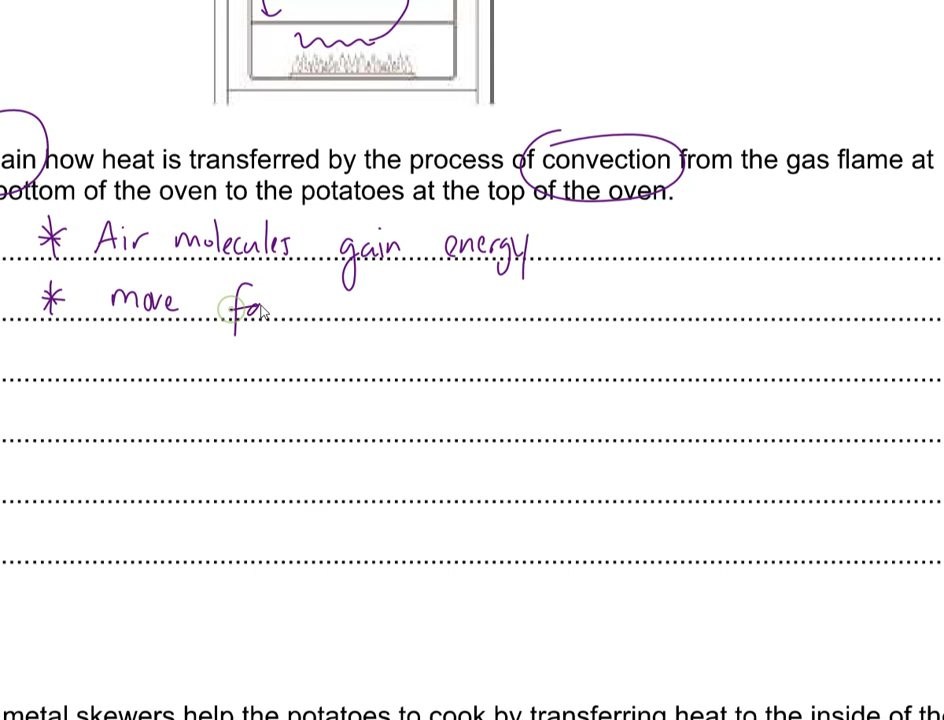 ain how heat is transferred by the process of convection from the gas flame at
bottom of the oven to the potatoes at the top of the oven.
* Air molecules gain energy
* move fa
metal skewers help the potatoes to cook by transferring heat to the inside of th